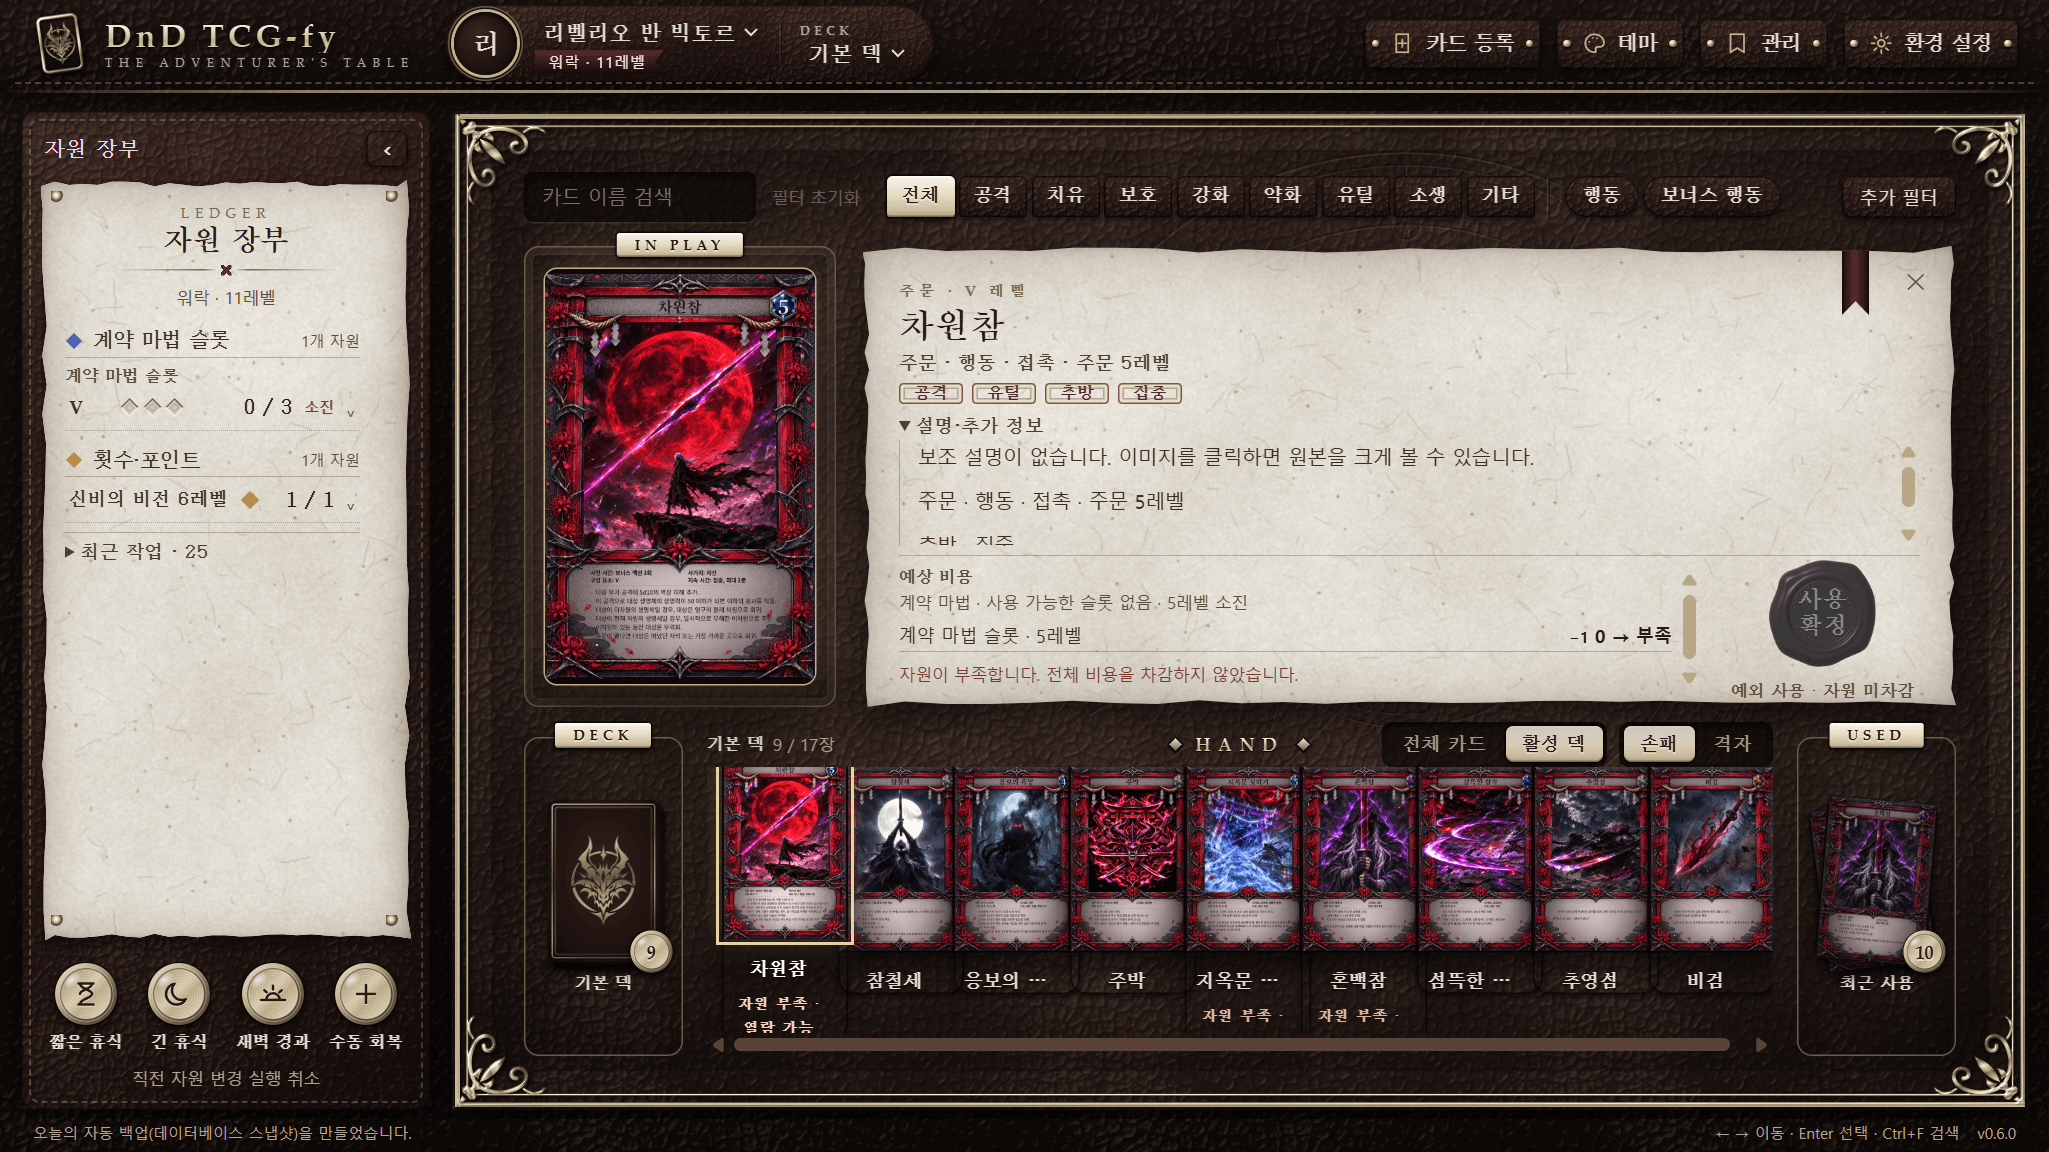 DnD TCG-fy
THE ADVENTURER'S TABLE
리
리벨리오 반 빅토르
워락 · 11레벨
DECK
기본 덱
카드 등록
테마
관리
환경 설정
자원 장부
LEDGER
자원 장부
워락 · 11레벨
계약 마법 슬롯 1개 자원
계약 마법 슬롯
V 0 / 3 소진
횟수·포인트 1개 자원
신비의 비전 6레벨 1 / 1
최근 작업 · 25
짧은 휴식
긴 휴식
새벽 경과
수동 회복
직전 자원 변경 실행 취소
카드 이름 검색
필터 초기화
전체 공격 치유 보호 강화 약화 유틸 소생 기타
행동 보너스 행동
추가 필터
IN PLAY
차원참
5
주문 · V 레벨
차원참
주문 · 행동 · 접촉 · 주문 5레벨
공격 유틸 추방 집중
설명·추가 정보
보조 설명이 없습니다. 이미지를 클릭하면 원본을 크게 볼 수 있습니다.
주문 · 행동 · 접촉 · 주문 5레벨
추방 · 집중
예상 비용
계약 마법 · 사용 가능한 슬롯 없음 · 5레벨 소진
계약 마법 슬롯 · 5레벨 -1 0 → 부족
자원이 부족합니다. 전체 비용을 차감하지 않았습니다.
사용
확정
예외 사용 · 자원 미차감
DECK
9
기본 덱
기본 덱 9 / 17장
HAND
전체 카드 활성 덱
손패 격자
차원참
자원 부족 ·
열람 가능
참철세
응보의 ···
주박
지옥문 ···
자원 부족 ·
혼백참
자원 부족 ·
섬뜩한 ···
추영섬
비검
USED
10
최근 사용
오늘의 자동 백업(데이터베이스 스냅샷)을 만들었습니다.
← → 이동 · Enter 선택 · Ctrl+F 검색 v0.6.0